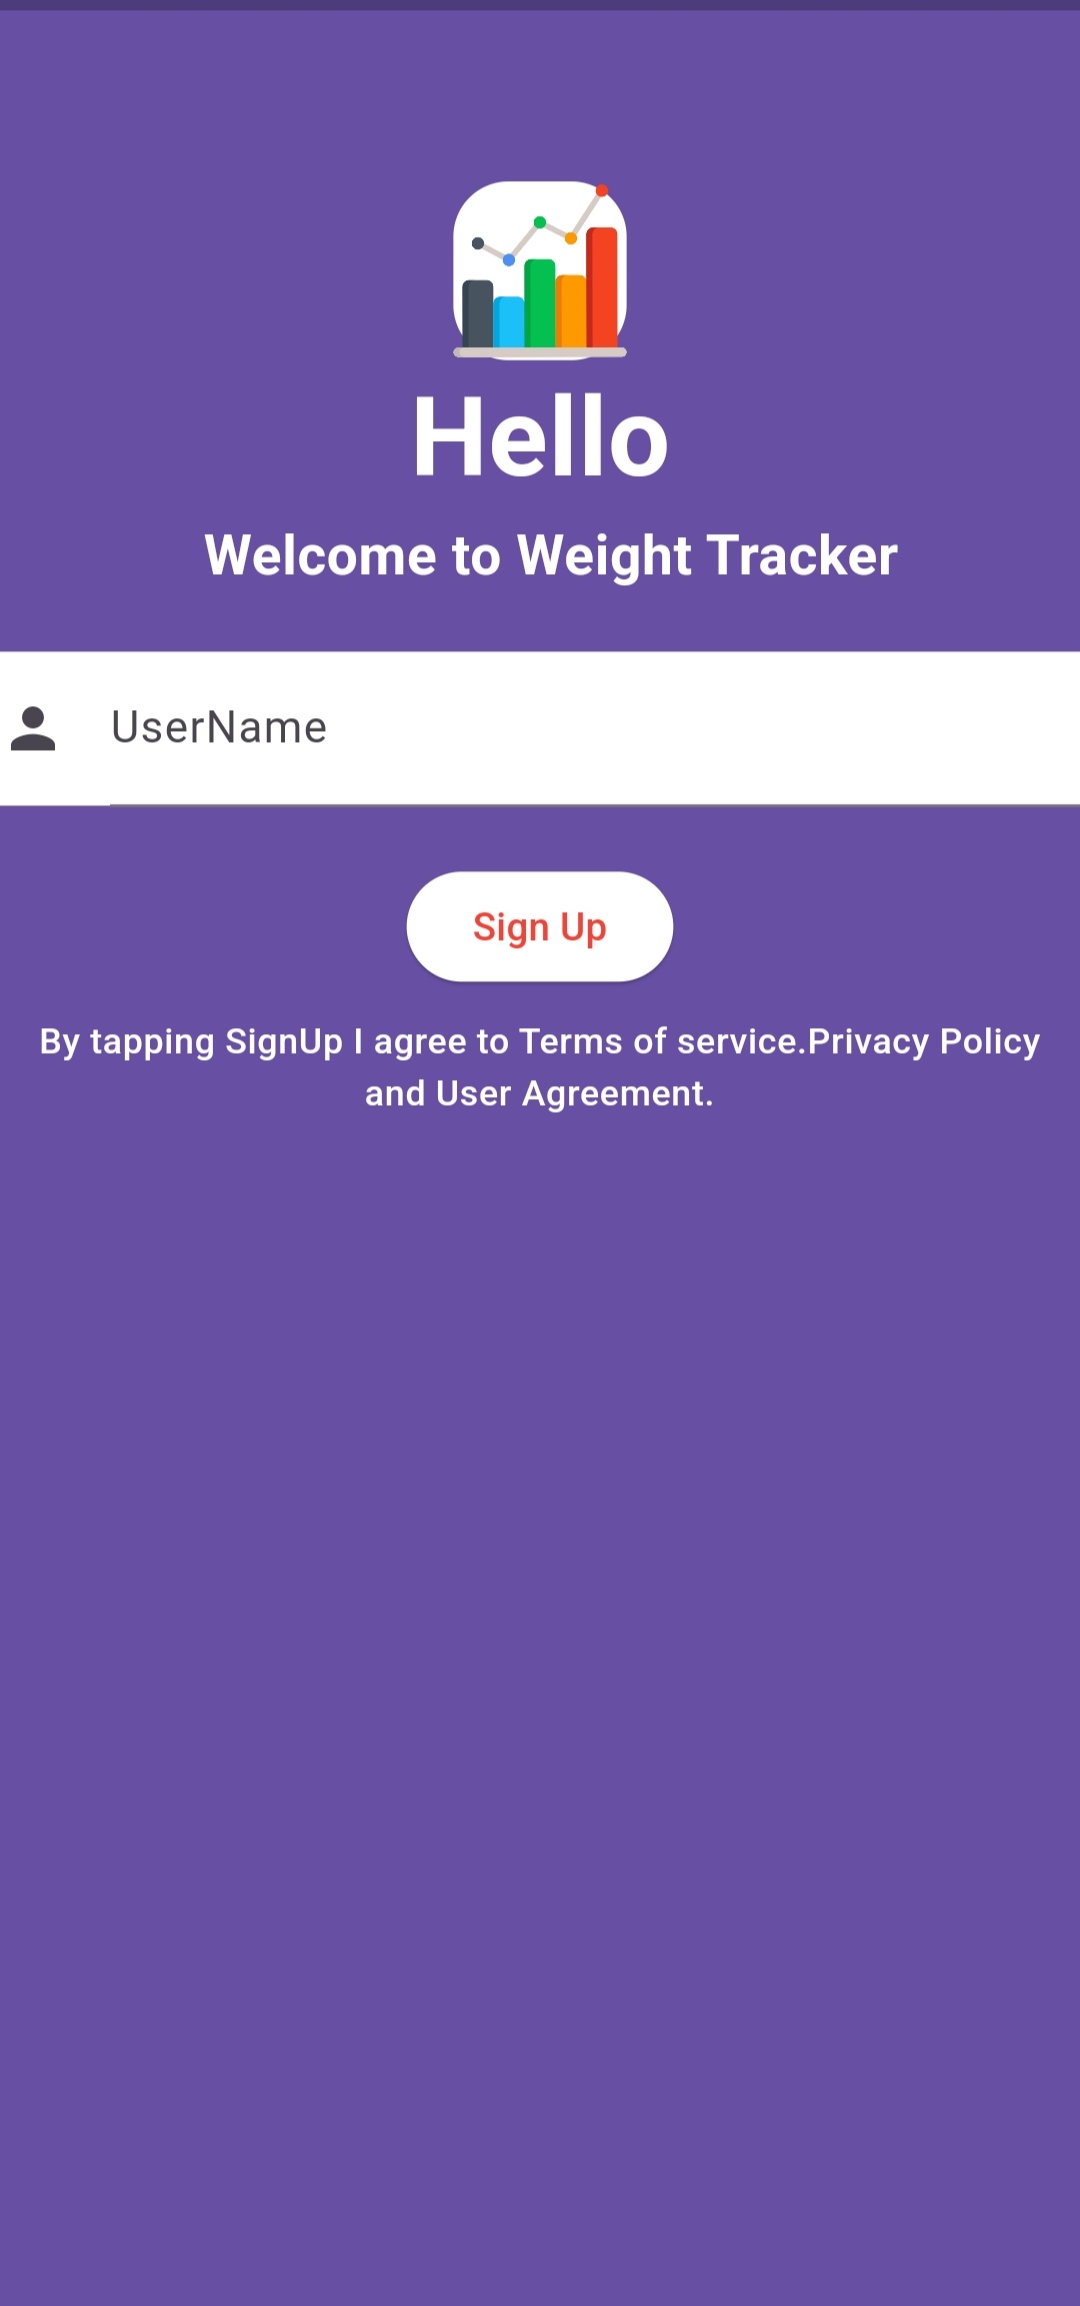 Hello
Welcome to Weight Tracker
UserName
Sign Up
By tapping SignUp I agree to Terms of service.Privacy Policy
and User Agreement.